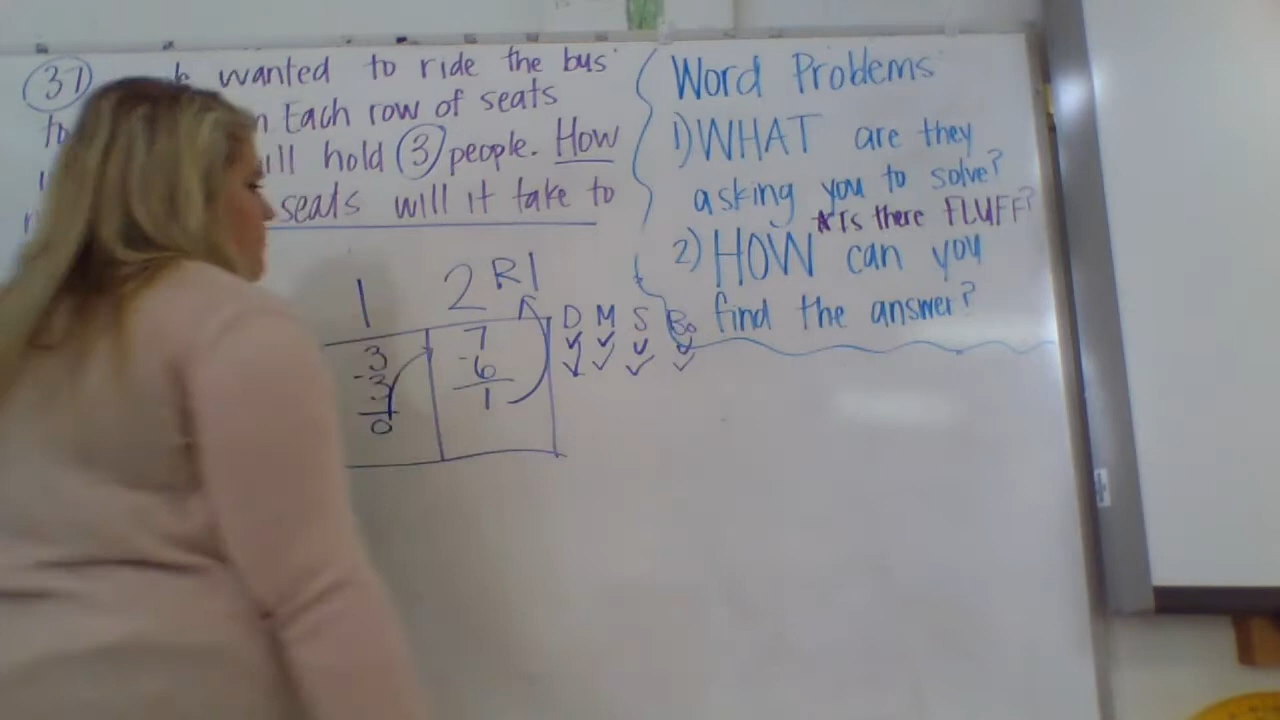 37 wanted to ride the bus
Each row of seats
will hold 3 people. How
seats will it take to
Word Problems
1) WHAT are they
asking you to solve?
*Is there FLUFF?
2) HOW can you
find the answer?
1 2 R1
D M S B
3 7
-3 -6
0 1